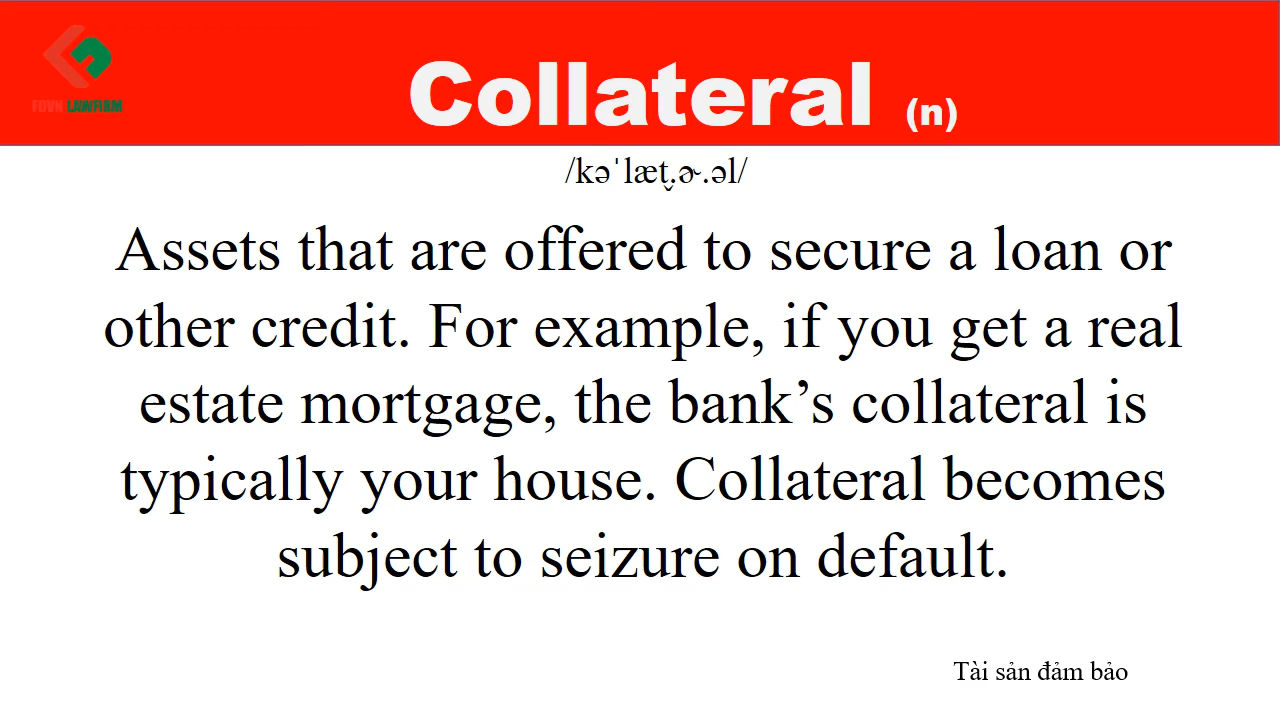 FDVN LAWFIRM
Collateral (n)
/kəˈlæt̬.ɚ.əl/
Assets that are offered to secure a loan or
other credit. For example, if you get a real
estate mortgage, the bank’s collateral is
typically your house. Collateral becomes
subject to seizure on default.
Tài sản đảm bảo